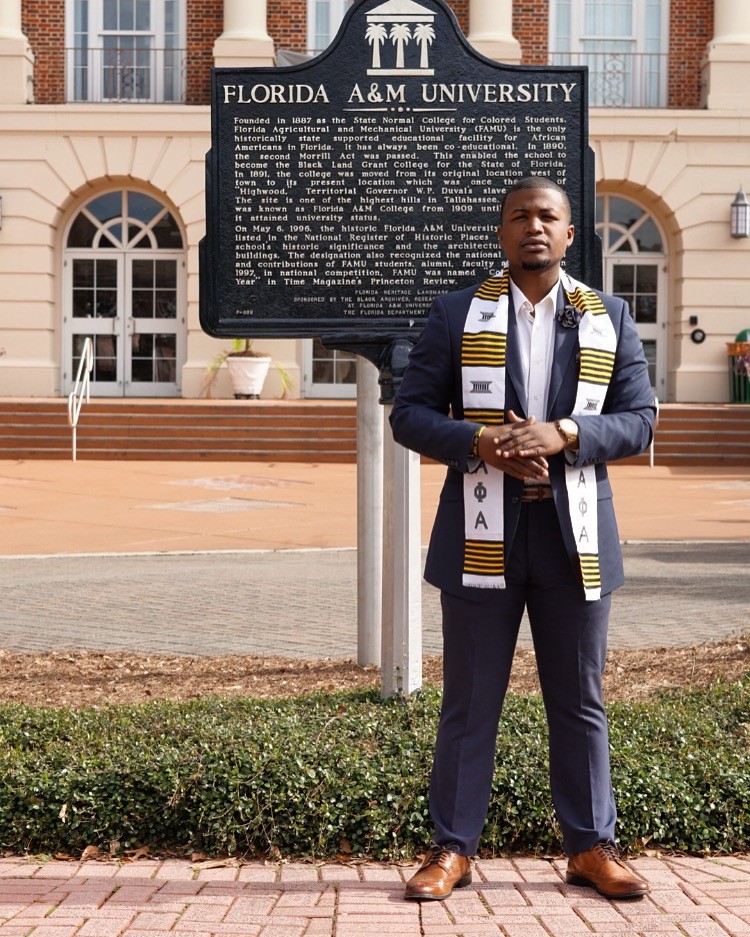 FLORIDA A&M UNIVERSITY
Founded in 1887 as the State Normal College for Colored Students,
Florida Agricultural and Mechanical University (FAMU) is the only
historically state supported educational facility for African
Americans in Florida. It has always been co-educational. In 1890,
the second Morrill Act was passed. This enabled the school to
become the Black Land Grant College for the State of Florida.
In 1891, the college was moved from its original location west of
town to its present location which was once the of
"Highwood," Territorial Governor W.P. Duval's slave
The site is one of the highest hills in Tallahassee.
was known as Florida A&M College from 1909 until
it attained university status.
On May 6, 1996, the historic Florida A&M University
listed in the National Register of Historic Places
school's historic significance and the architectu
buildings. The designation also recognized the national
and contributions of FAMU students, alumni, faculty
1997, in national competition, FAMU was named
Year" in Time Magazine's Princeton Review.
FLORIDA HERITAGE LANDMARK
SPONSORED BY THE BLACK ARCHIVES, RESEAR
AT FLORIDA A&M UNIVERS
THE FLORIDA DEPARTMENT
Α
Φ
Α
Α
Φ
Α